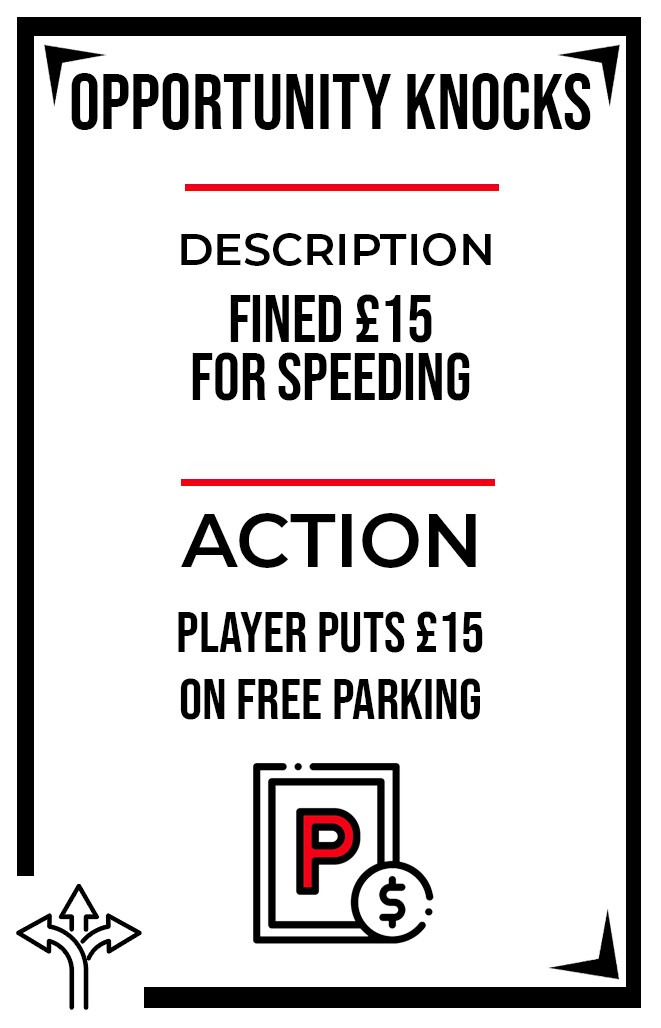 OPPORTUNITY KNOCKS
DESCRIPTION
FINED £15
FOR SPEEDING
ACTION
PLAYER PUTS £15
ON FREE PARKING
P
$